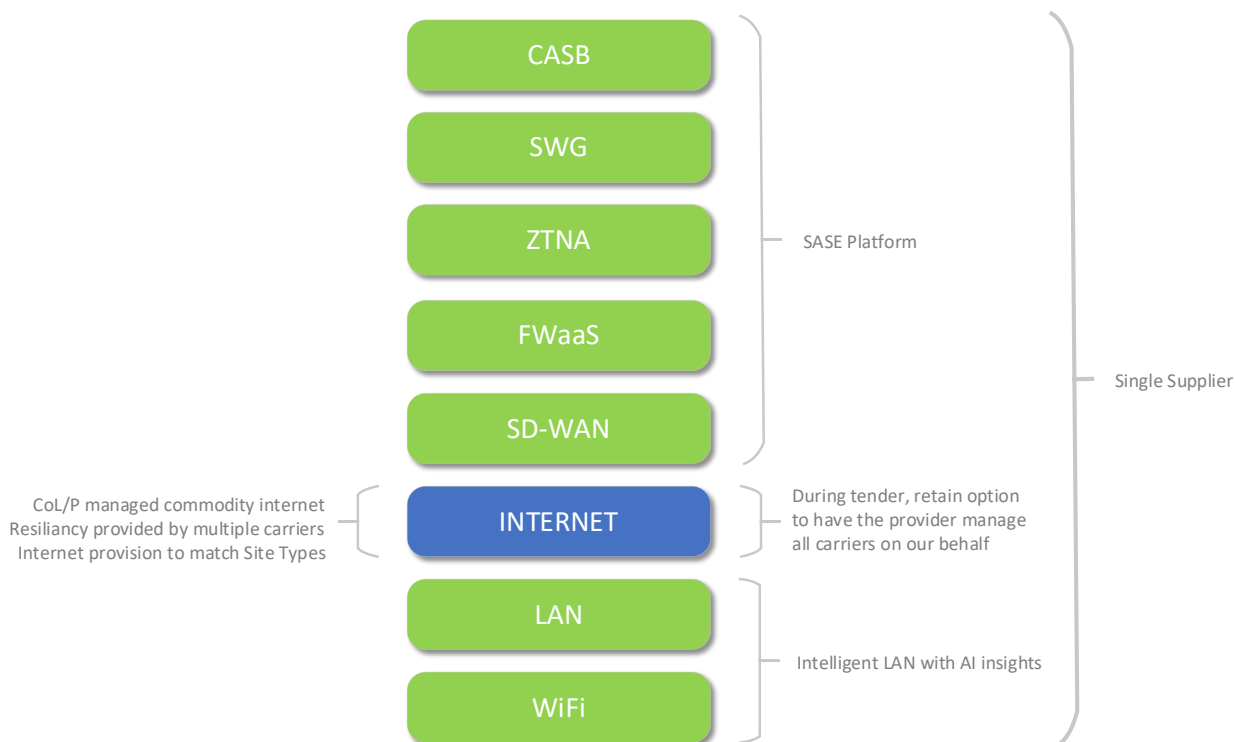 CASB
SWG
ZTNA
SASE Platform
FWaaS
Single Supplier
SD-WAN
CoL/P managed commodity internet
Resiliancy provided by multiple carriers
Internet provision to match Site Types
INTERNET
During tender, retain option
to have the provider manage
all carriers on our behalf
LAN
Intelligent LAN with AI insights
WiFi